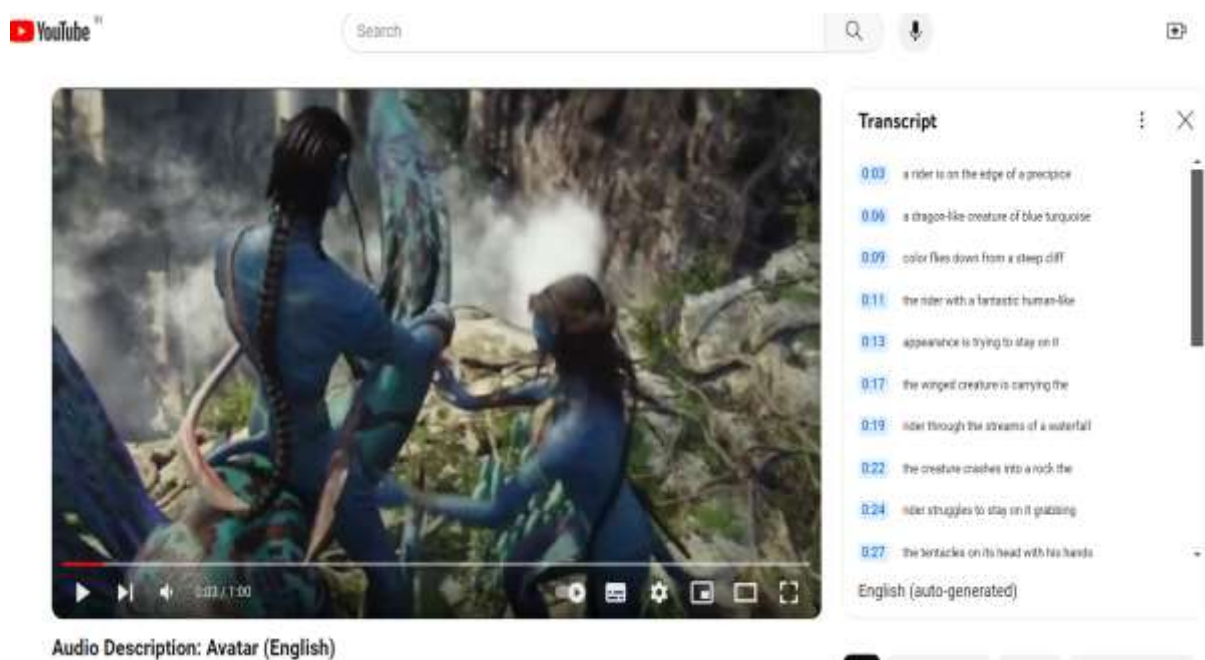 YouTube
Search
Transcript
0:03 a rider is on the edge of a precipice
0:06 a dragon-like creature of blue turquoise
0:09 color flies down from a steep cliff
0:11 the rider with a fantastic human-like
0:13 appearance is trying to stay on it
0:17 the winged creature is carrying the
0:19 rider through the streams of a waterfall
0:22 the creature crashes into a rock the
0:24 rider struggles to stay on it grabbing
0:27 the tentacles on its head with his hands
English (auto-generated)
0:03 / 1:00
Audio Description: Avatar (English)